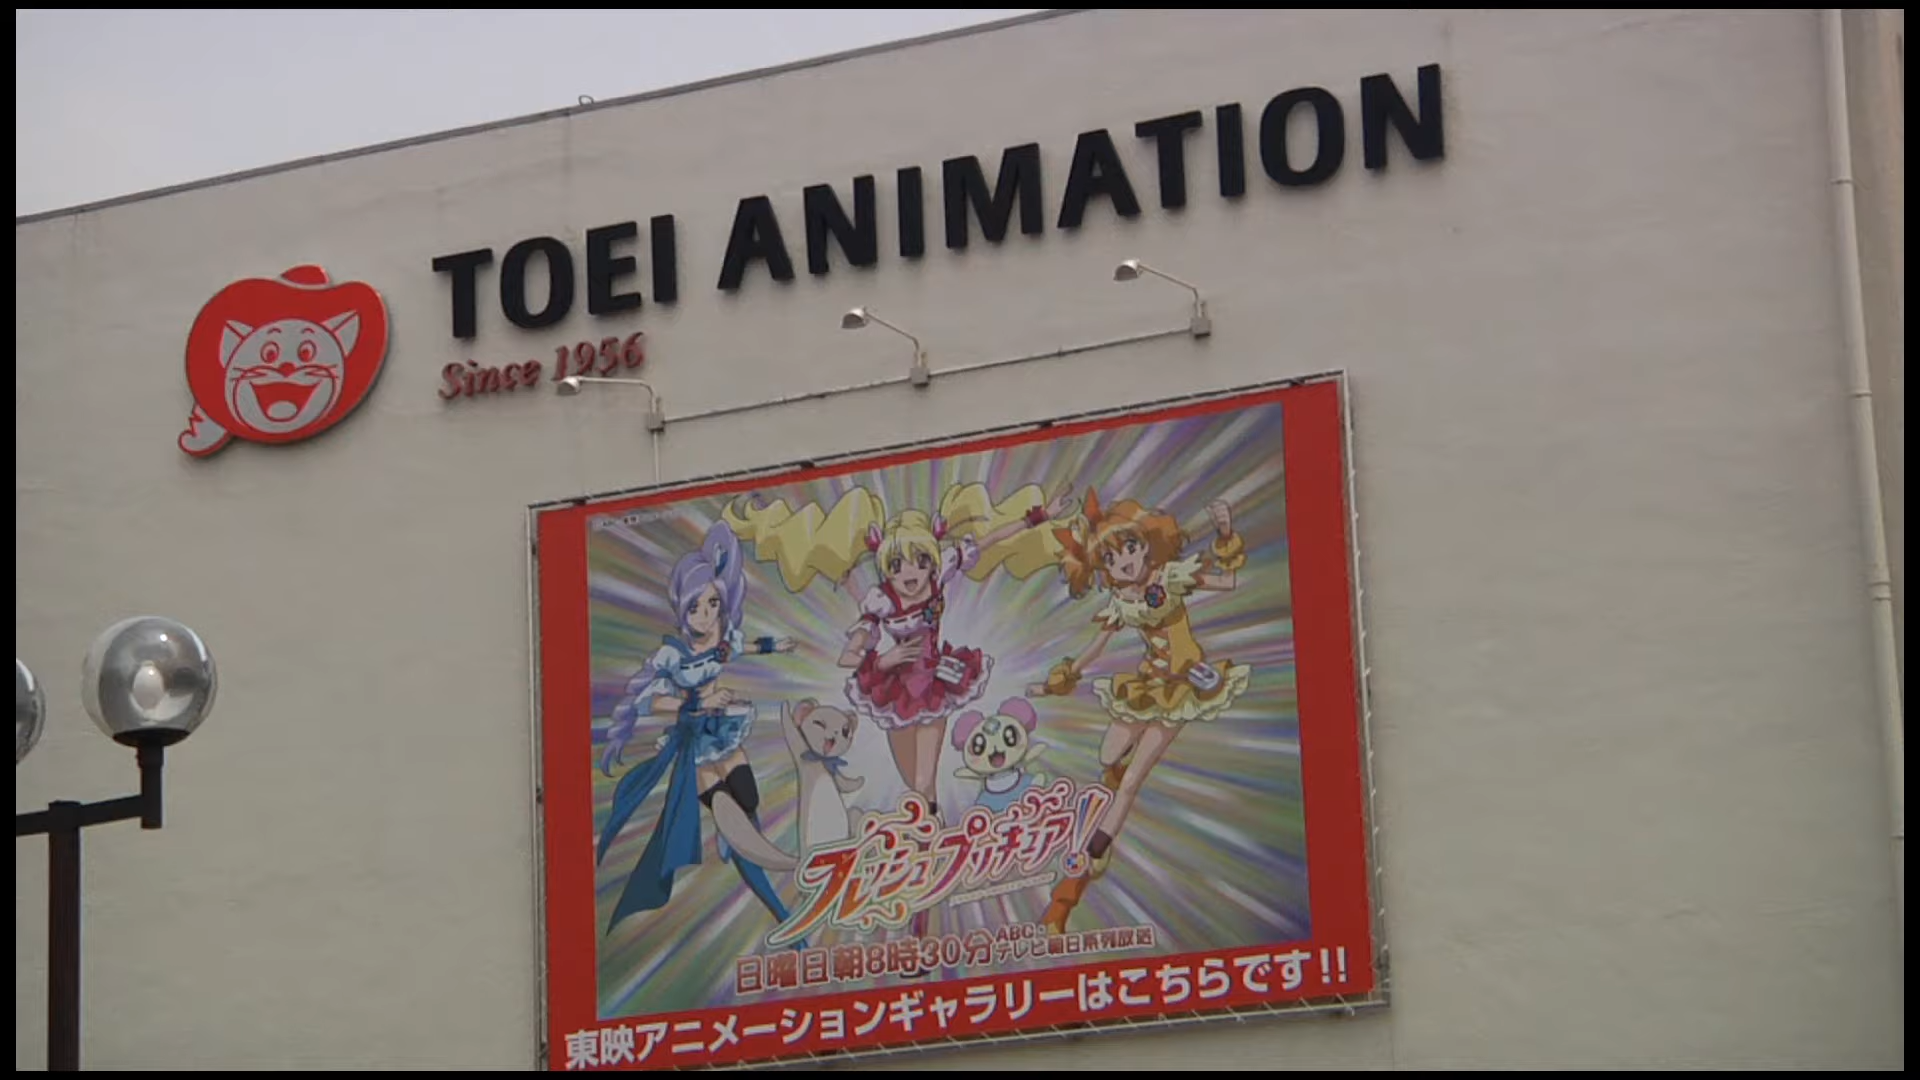 TOEI ANIMATION
Since 1956
フレッシュプリキュア!
日曜日朝8時30分
ABC・
テレビ朝日系列放送
東映アニメーションギャラリーはこちらです!!